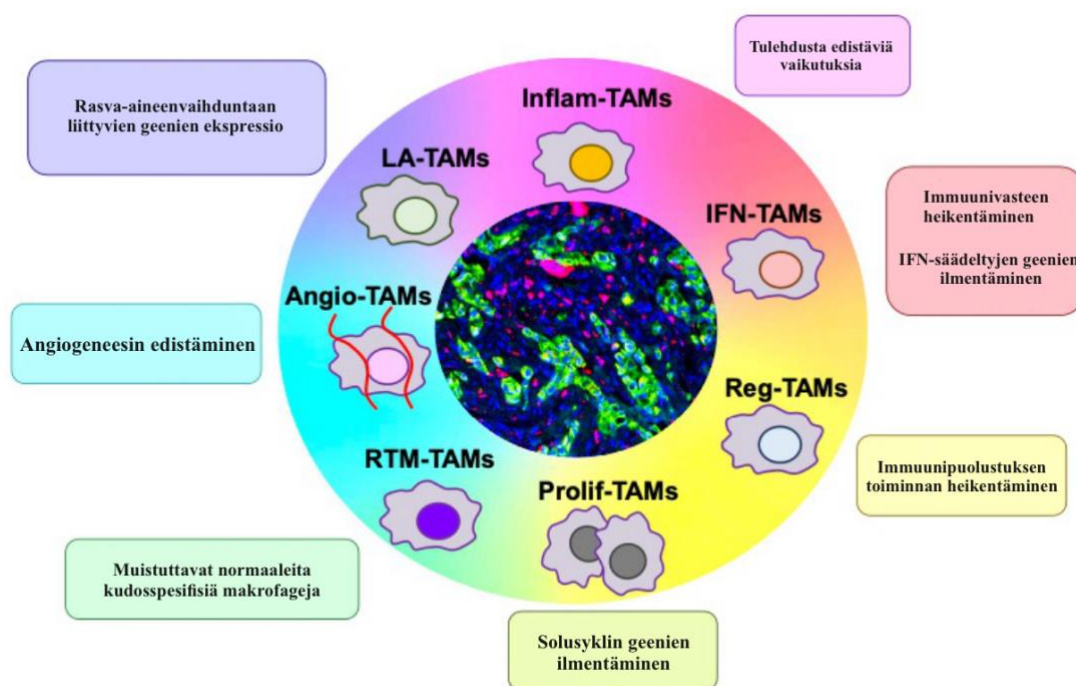 Tulehdusta edistäviä
vaikutuksia
Rasva-aineenvaihduntaan
liittyvien geenien ekspressio
Inflam-TAMs
LA-TAMs
IFN-TAMs
Immuunivasteen
heikentäminen
IFN-säädeltyjen geenien
ilmentäminen
Angio-TAMs
Angiogeneesin edistäminen
Reg-TAMs
Immuunipuolustuksen
toiminnan heikentäminen
RTM-TAMs
Prolif-TAMs
Muistuttavat normaaleita
kudosspesifisiä makrofageja
Solusyklin geenien
ilmentäminen